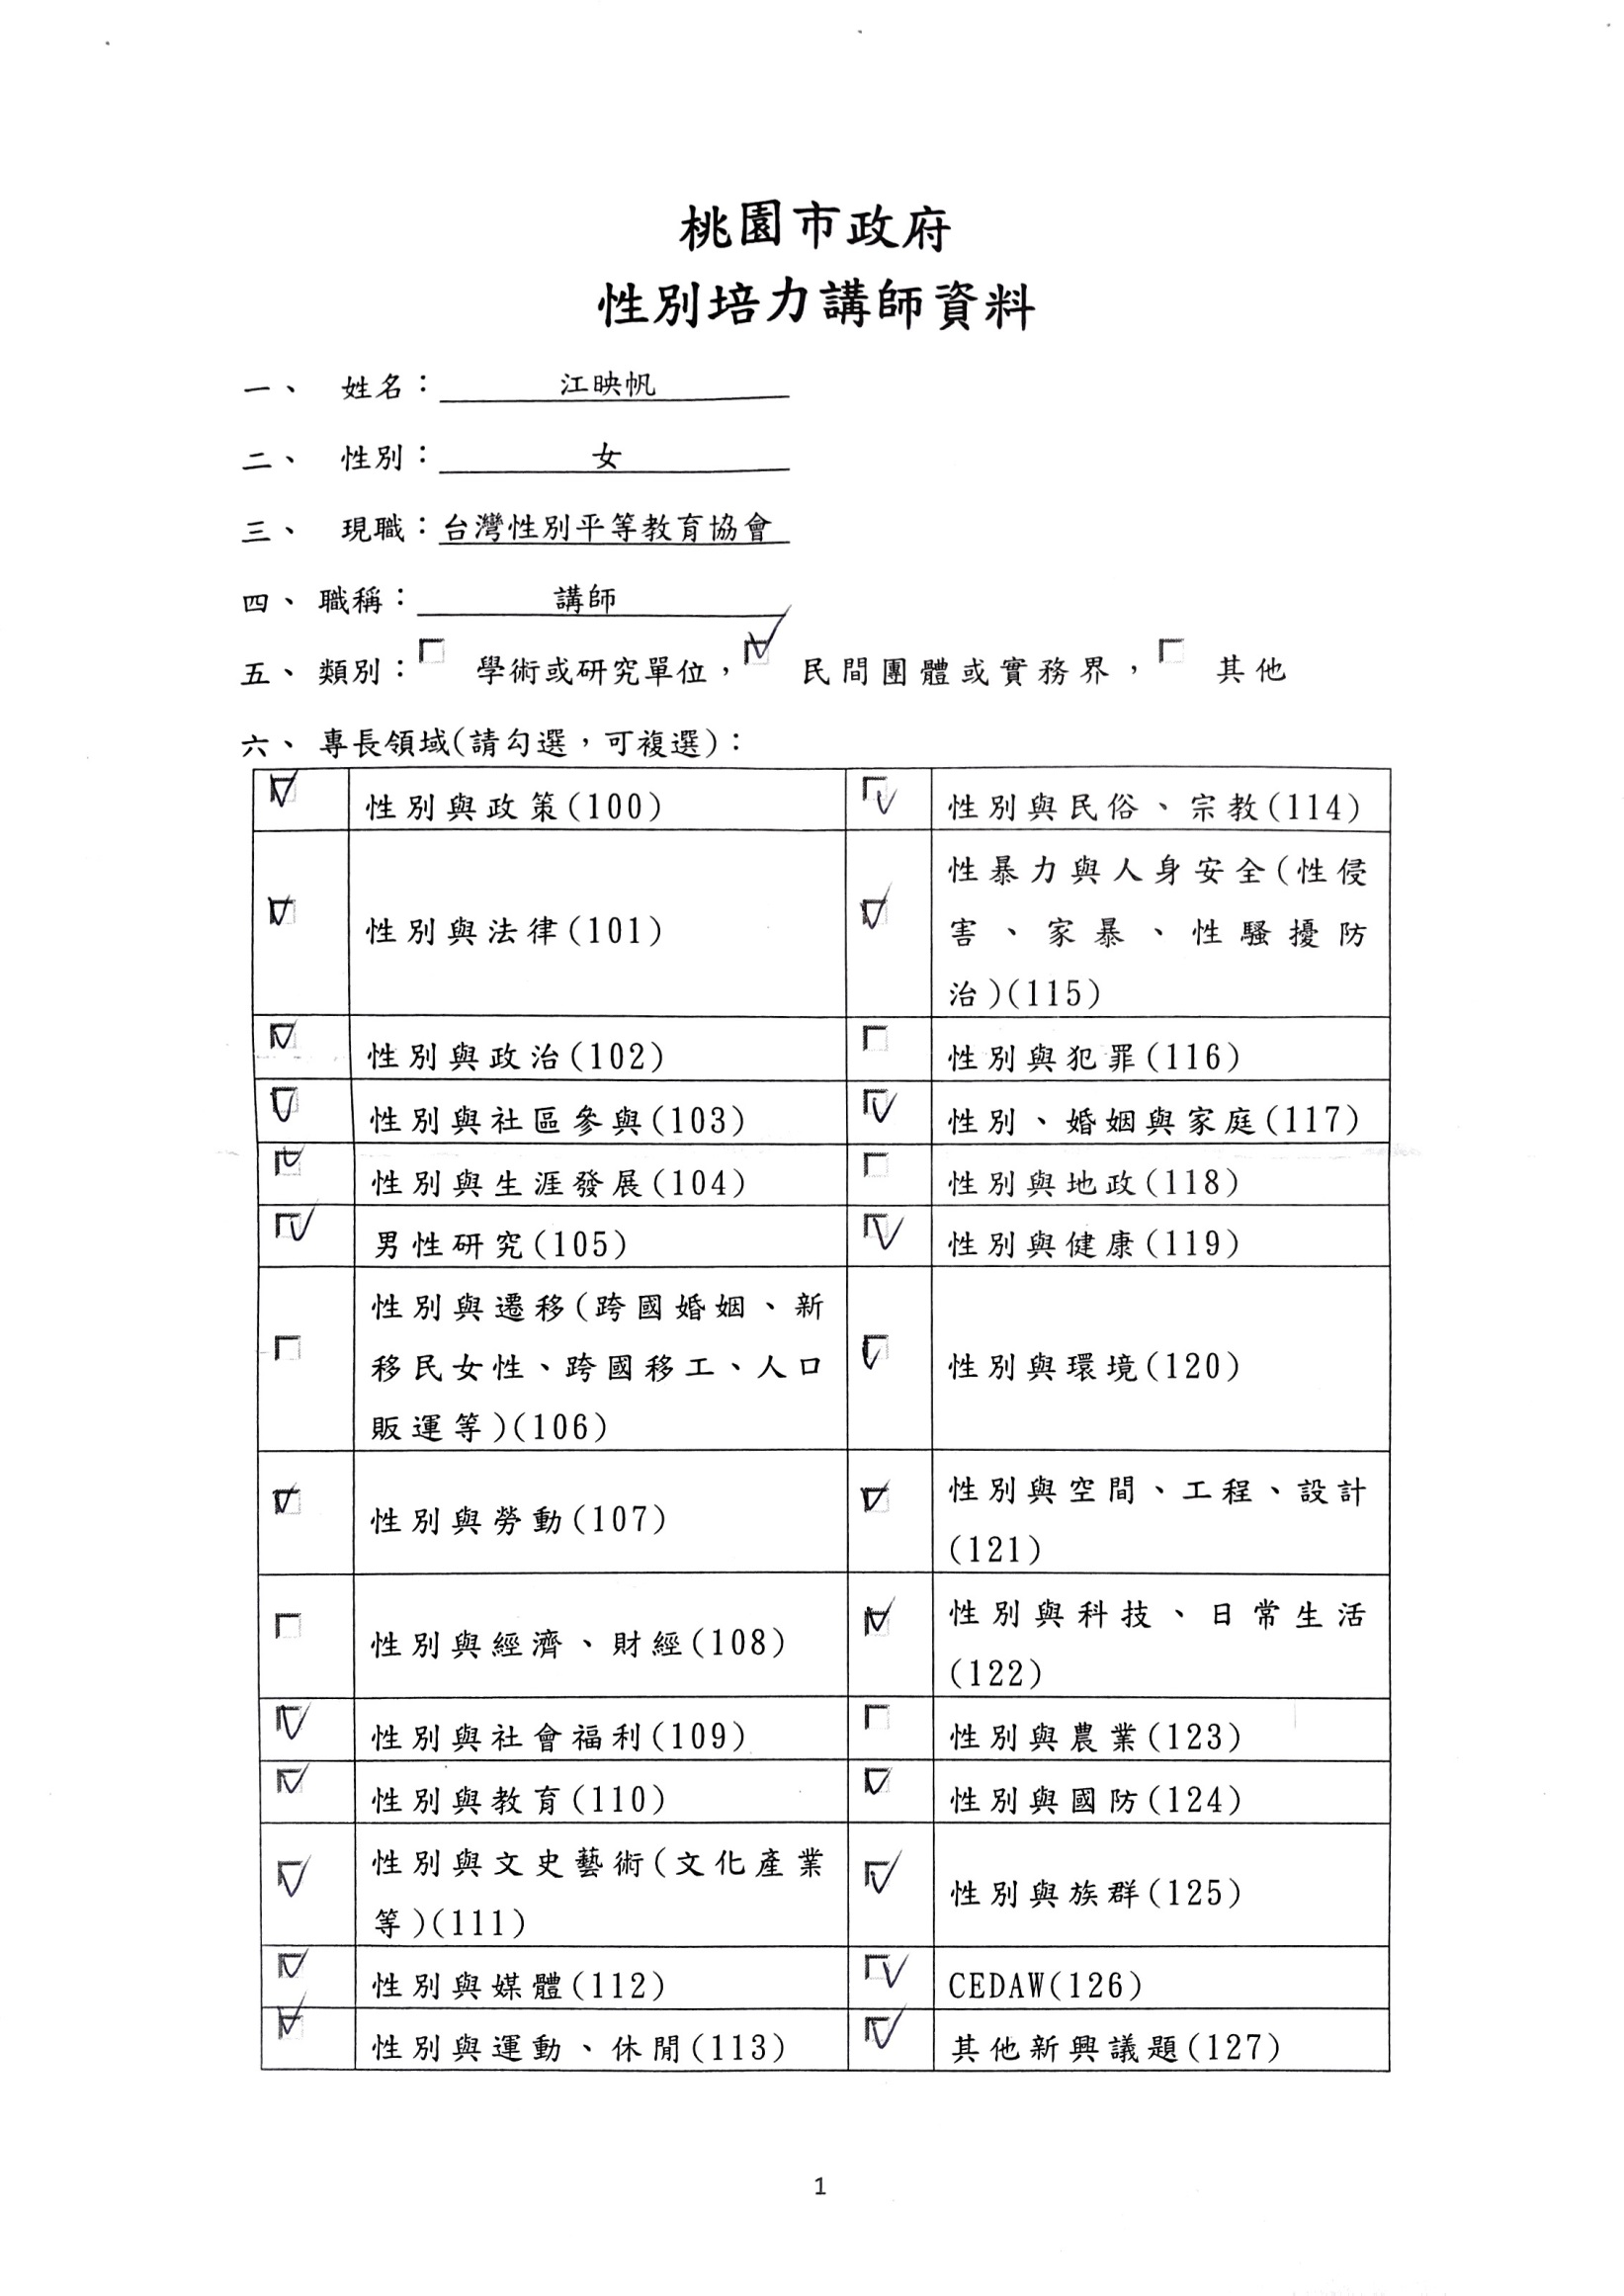 桃園市政府
性別培力講師資料
一、 姓名：江映帆
二、 性別：女
三、 現職：台灣性別平等教育協會
四、 職稱：講師
五、 類別：□ 學術或研究單位，☑ 民間團體或實務界，□ 其他
六、 專長領域(請勾選，可複選)：
☑ 性別與政策(100)
☑ 性別與民俗、宗教(114)
☑ 性別與法律(101)
☑ 性暴力與人身安全(性侵
害、家暴、性騷擾防
治)(115)
☑ 性別與政治(102)
□ 性別與犯罪(116)
☑ 性別與社區參與(103)
☑ 性別、婚姻與家庭(117)
☑ 性別與生涯發展(104)
□ 性別與地政(118)
☑ 男性研究(105)
☑ 性別與健康(119)
□ 性別與遷移(跨國婚姻、新
移民女性、跨國移工、人口
販運等)(106)
☑ 性別與環境(120)
☑ 性別與勞動(107)
☑ 性別與空間、工程、設計
(121)
□ 性別與經濟、財經(108)
☑ 性別與科技、日常生活
(122)
☑ 性別與社會福利(109)
□ 性別與農業(123)
☑ 性別與教育(110)
☑ 性別與國防(124)
☑ 性別與文史藝術(文化產業
等)(111)
☑ 性別與族群(125)
☑ 性別與媒體(112)
☑ CEDAW(126)
☑ 性別與運動、休閒(113)
☑ 其他新興議題(127)
1